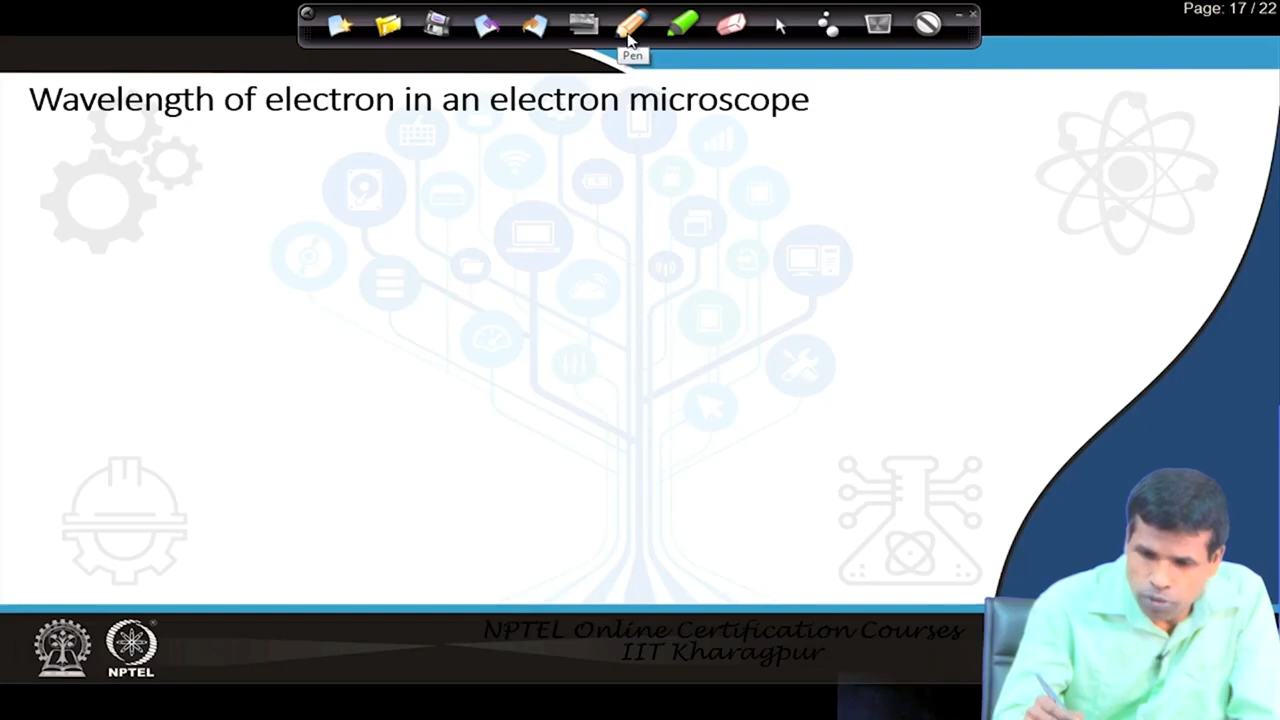 Page: 17 / 22
Pen
Wavelength of electron in an electron microscope
NPTEL Online Certification Courses
IIT Kharagpur
NPTEL